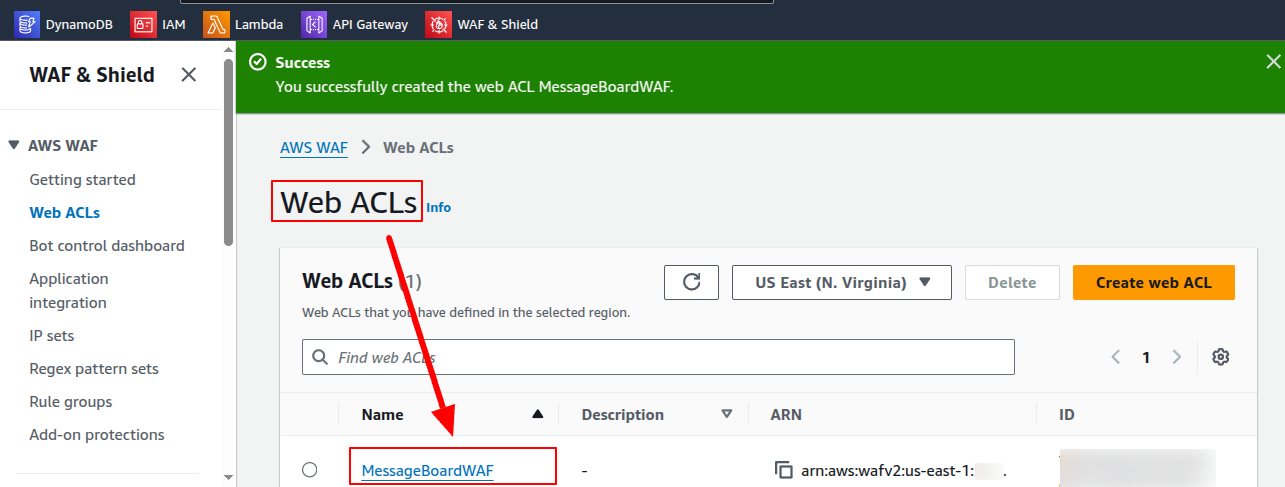 DynamoDB IAM Lambda API Gateway WAF & Shield
WAF & Shield
AWS WAF
Getting started
Web ACLs
Bot control dashboard
Application
integration
IP sets
Regex pattern sets
Rule groups
Add-on protections
Success
You successfully created the web ACL MessageBoardWAF.
AWS WAF Web ACLs
Web ACLs Info
Web ACLs (1)
US East (N. Virginia) Delete Create web ACL
Web ACLs that you have defined in the selected region.
Find web ACLs
1
Name Description ARN ID
MessageBoardWAF - arn:aws:wafv2:us-east-1: